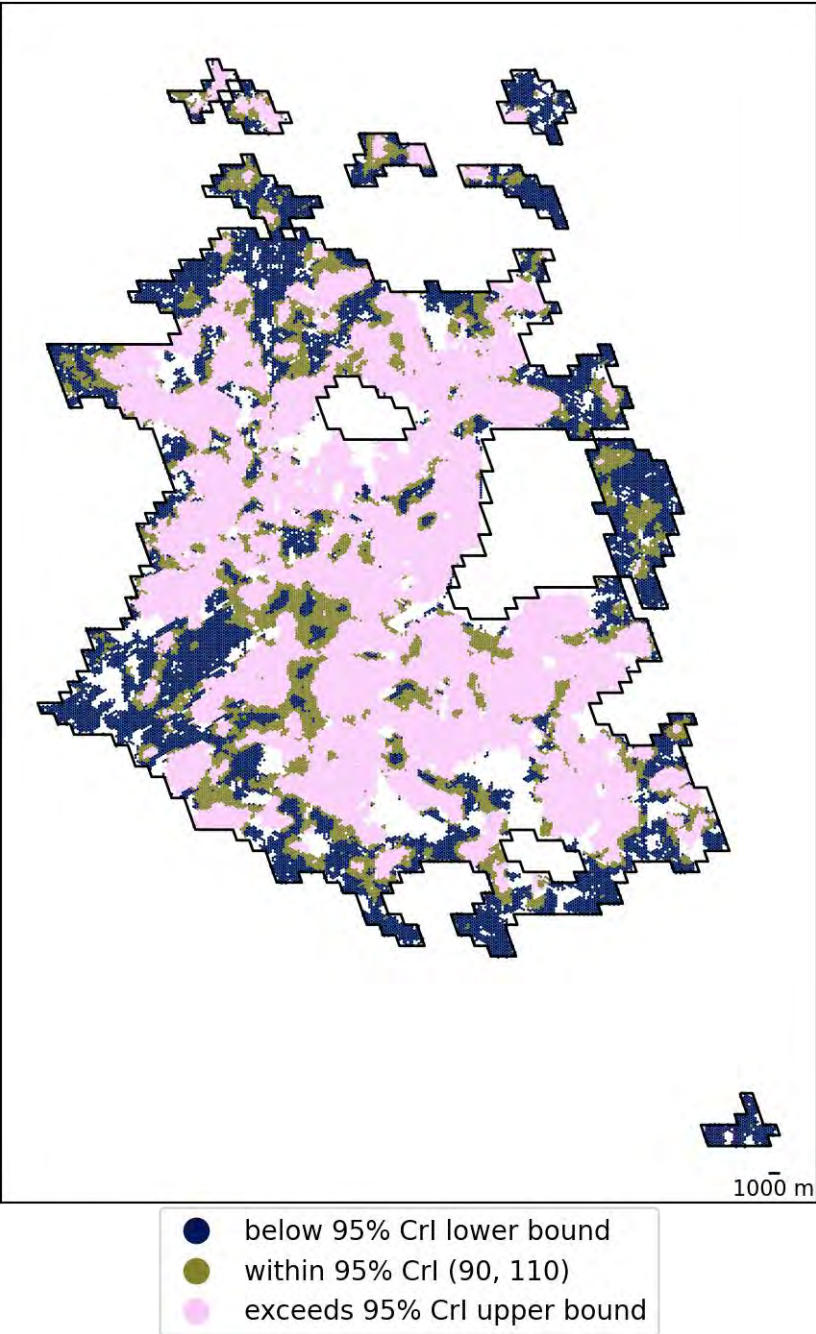 1000 m
below 95% CrI lower bound
within 95% CrI (90, 110)
exceeds 95% CrI upper bound